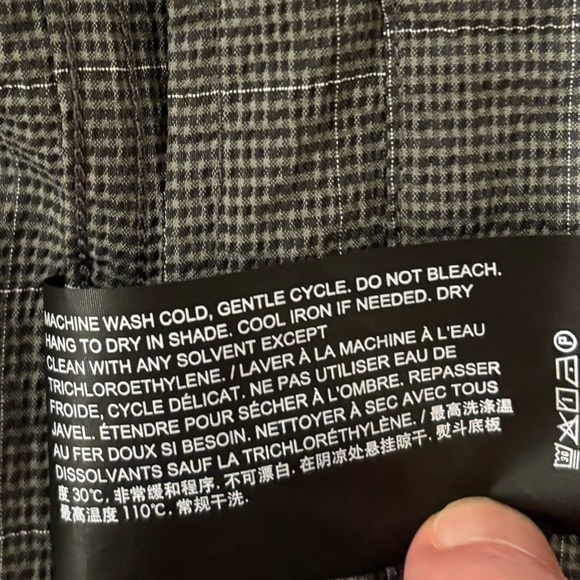 MACHINE WASH COLD, GENTLE CYCLE. DO NOT BLEACH.
HANG TO DRY IN SHADE. COOL IRON IF NEEDED. DRY
CLEAN WITH ANY SOLVENT EXCEPT
TRICHLOROETHYLENE. / LAVER À LA MACHINE À L'EAU
FROIDE, CYCLE DÉLICAT. NE PAS UTILISER EAU DE
JAVEL. ÉTENDRE POUR SÉCHER À L'OMBRE. REPASSER
AU FER DOUX SI BESOIN. NETTOYER À SEC AVEC TOUS
DISSOLVANTS SAUF LA TRICHLORÉTHYLÈNE. / 最高洗涤温
度 30℃, 非常缓和程序. 不可漂白. 在阴凉处悬挂晾干. 熨斗底板
最高温度 110℃, 常规干洗.
30
P